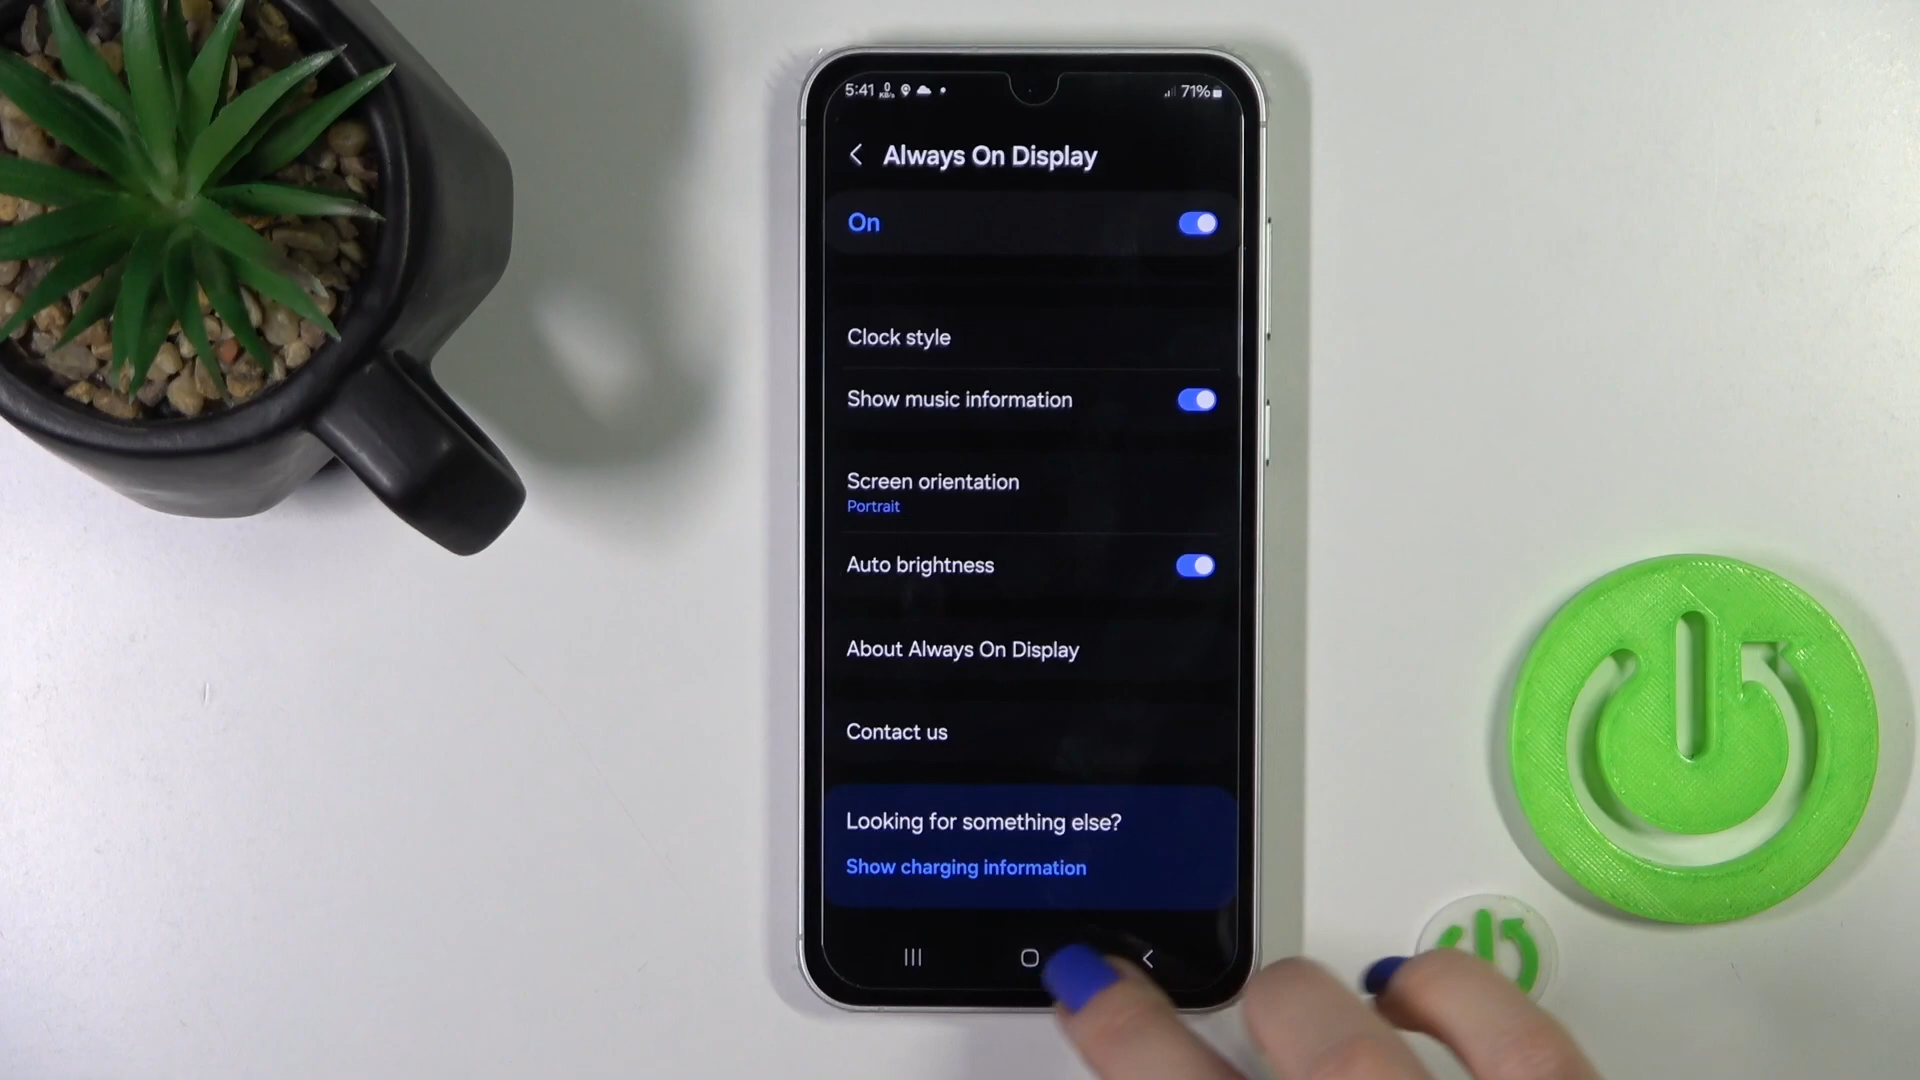 5:41 71%
Always On Display
On
Clock style
Show music information
Screen orientation
Portrait
Auto brightness
About Always On Display
Contact us
Looking for something else?
Show charging information